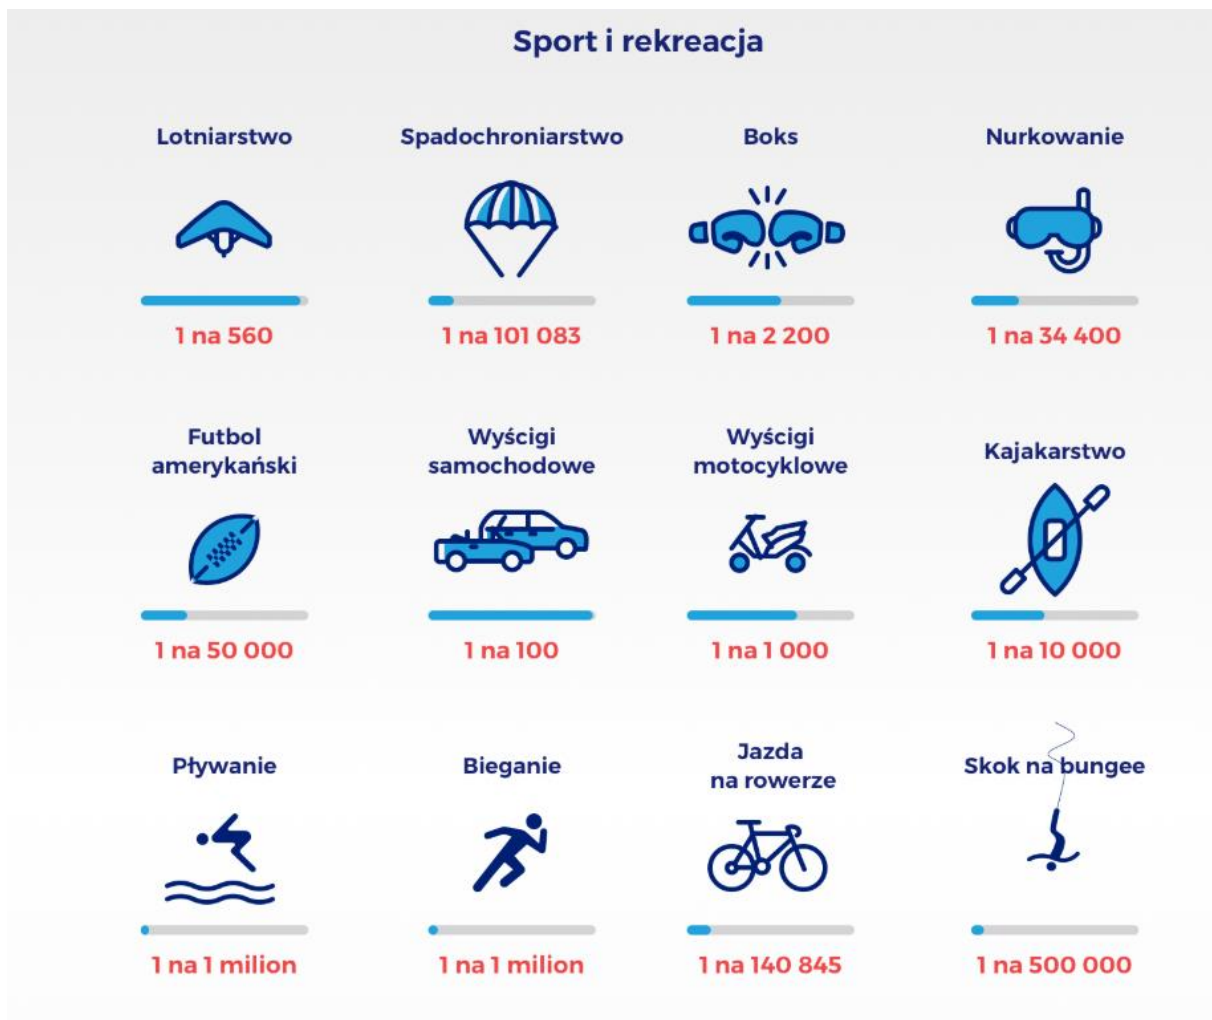 Sport i rekreacja
Lotniarstwo
Spadochroniarstwo
Boks
Nurkowanie
1 na 560
1 na 101 083
1 na 2 200
1 na 34 400
Futbol
amerykański
Wyścigi
samochodowe
Wyścigi
motocyklowe
Kajakarstwo
1 na 50 000
1 na 100
1 na 1 000
1 na 10 000
Pływanie
Bieganie
Jazda
na rowerze
Skok na bungee
1 na 1 milion
1 na 1 milion
1 na 140 845
1 na 500 000